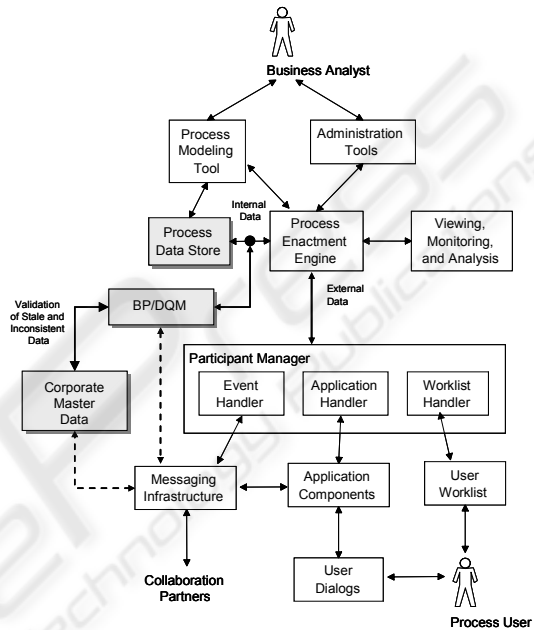 Business Analyst
Process
Modeling
Tool
Administration
Tools
Internal
Data
Process
Data Store
Process
Enactment
Engine
Viewing,
Monitoring,
and Analysis
Validation
of Stale and
Inconsistent
Data
BP/DQM
External
Data
Participant Manager
Corporate
Master
Data
Event
Handler
Application
Handler
Worklist
Handler
Messaging
Infrastructure
Application
Components
User
Worklist
Collaboration
Partners
User
Dialogs
Process User